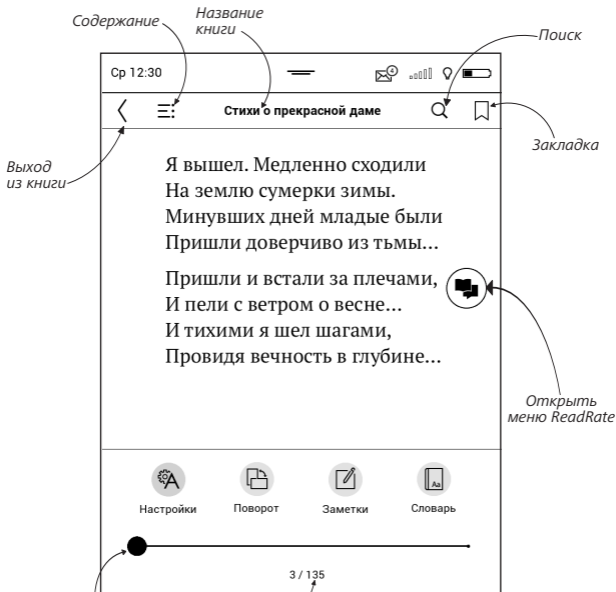 Название
книги
Содержание
Поиск
Ср 12:30
Стихи о прекрасной даме
Закладка
Выход
из книги
Я вышел. Медленно сходили
На землю сумерки зимы.
Минувших дней младые были
Пришли доверчиво из тьмы...
Пришли и встали за плечами,
И пели с ветром о весне...
И тихими я шел шагами,
Провидя вечность в глубине...
Открыть
меню ReadRate
A
Aa
Настройки
Поворот
Заметки
Словарь
3 / 135